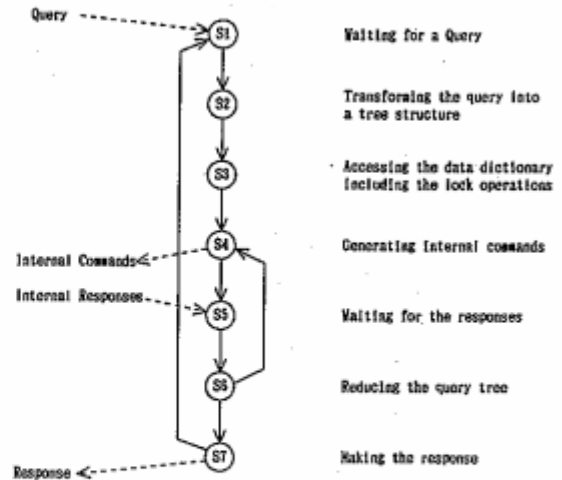 Query
S1
Waiting for a Query
S2
Transforming the query into
a tree structure
S3
Accessing the data dictionary
including the lock operations
S4
Generating internal commands
Internal Commands
Internal Responses
S5
Waiting for the responses
S6
Reducing the query tree
S7
Making the response
Response